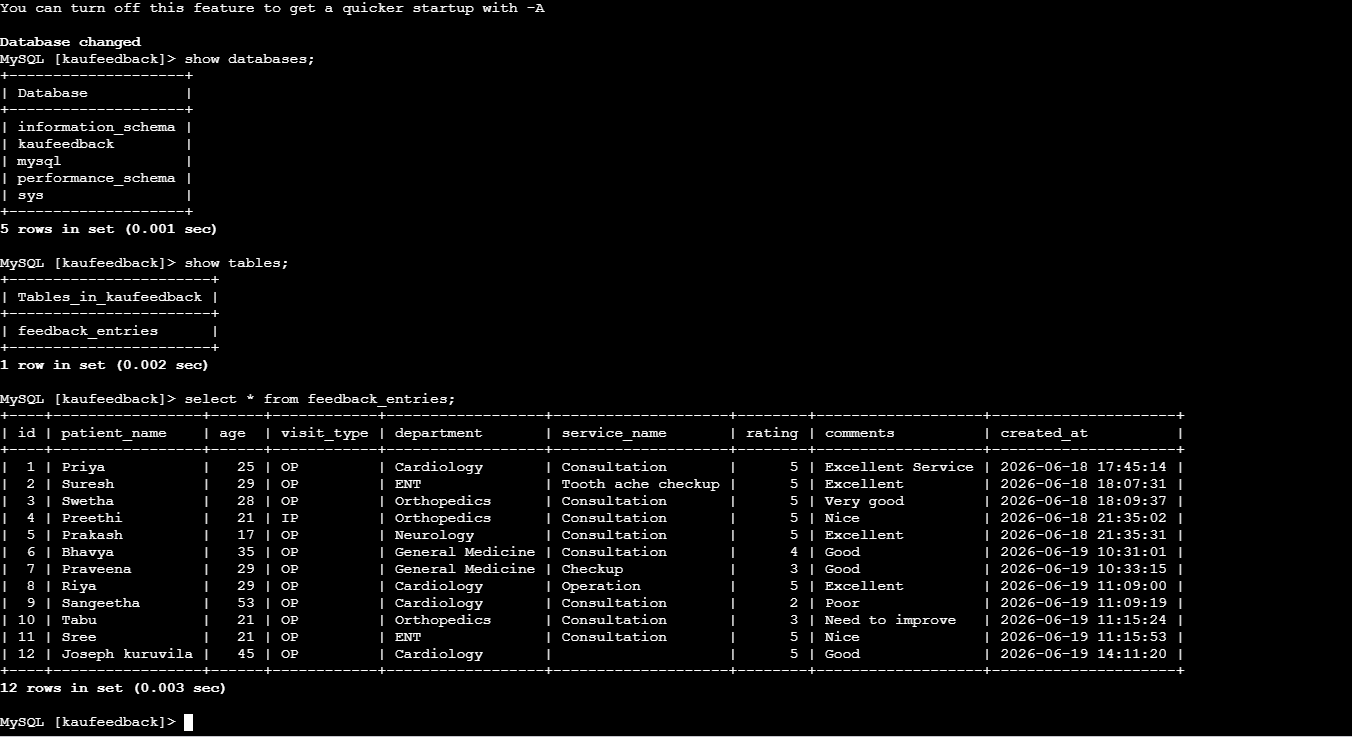 You can turn off this feature to get a quicker startup with -A
Database changed
MySQL [kaufeedback]> show databases;
+--------------------+
| Database           |
+--------------------+
| information_schema |
| kaufeedback        |
| mysql              |
| performance_schema |
| sys                |
+--------------------+
5 rows in set (0.001 sec)
MySQL [kaufeedback]> show tables;
+-----------------------+
| Tables_in_kaufeedback |
+-----------------------+
| feedback_entries      |
+-----------------------+
1 row in set (0.002 sec)
MySQL [kaufeedback]> select * from feedback_entries;
+----+-----------------+------+------------+------------------+--------------------+--------+-------------------+---------------------+
| id | patient_name    | age  | visit_type | department       | service_name       | rating | comments          | created_at          |
+----+-----------------+------+------------+------------------+--------------------+--------+-------------------+---------------------+
|  1 | Priya           |   25 | OP         | Cardiology       | Consultation       |      5 | Excellent Service | 2026-06-18 17:45:14 |
|  2 | Suresh          |   29 | OP         | ENT              | Tooth ache checkup |      5 | Excellent         | 2026-06-18 18:07:31 |
|  3 | Swetha          |   28 | OP         | Orthopedics      | Consultation       |      5 | Very good         | 2026-06-18 18:09:37 |
|  4 | Preethi         |   21 | IP         | Orthopedics      | Consultation       |      5 | Nice              | 2026-06-18 21:35:02 |
|  5 | Prakash         |   17 | OP         | Neurology        | Consultation       |      5 | Excellent         | 2026-06-18 21:35:31 |
|  6 | Bhavya          |   35 | OP         | General Medicine | Consultation       |      4 | Good              | 2026-06-19 10:31:01 |
|  7 | Praveena        |   29 | OP         | General Medicine | Checkup            |      3 | Good              | 2026-06-19 10:33:15 |
|  8 | Riya            |   29 | OP         | Cardiology       | Operation          |      5 | Excellent         | 2026-06-19 11:09:00 |
|  9 | Sangeetha       |   53 | OP         | Cardiology       | Consultation       |      2 | Poor              | 2026-06-19 11:09:19 |
| 10 | Tabu            |   21 | OP         | Orthopedics      | Consultation       |      3 | Need to improve   | 2026-06-19 11:15:24 |
| 11 | Sree            |   21 | OP         | ENT              | Consultation       |      5 | Nice              | 2026-06-19 11:15:53 |
| 12 | Joseph kuruvila |   45 | OP         | Cardiology       |                    |      5 | Good              | 2026-06-19 14:11:20 |
+----+-----------------+------+------------+------------------+--------------------+--------+-------------------+---------------------+
12 rows in set (0.003 sec)
MySQL [kaufeedback]>